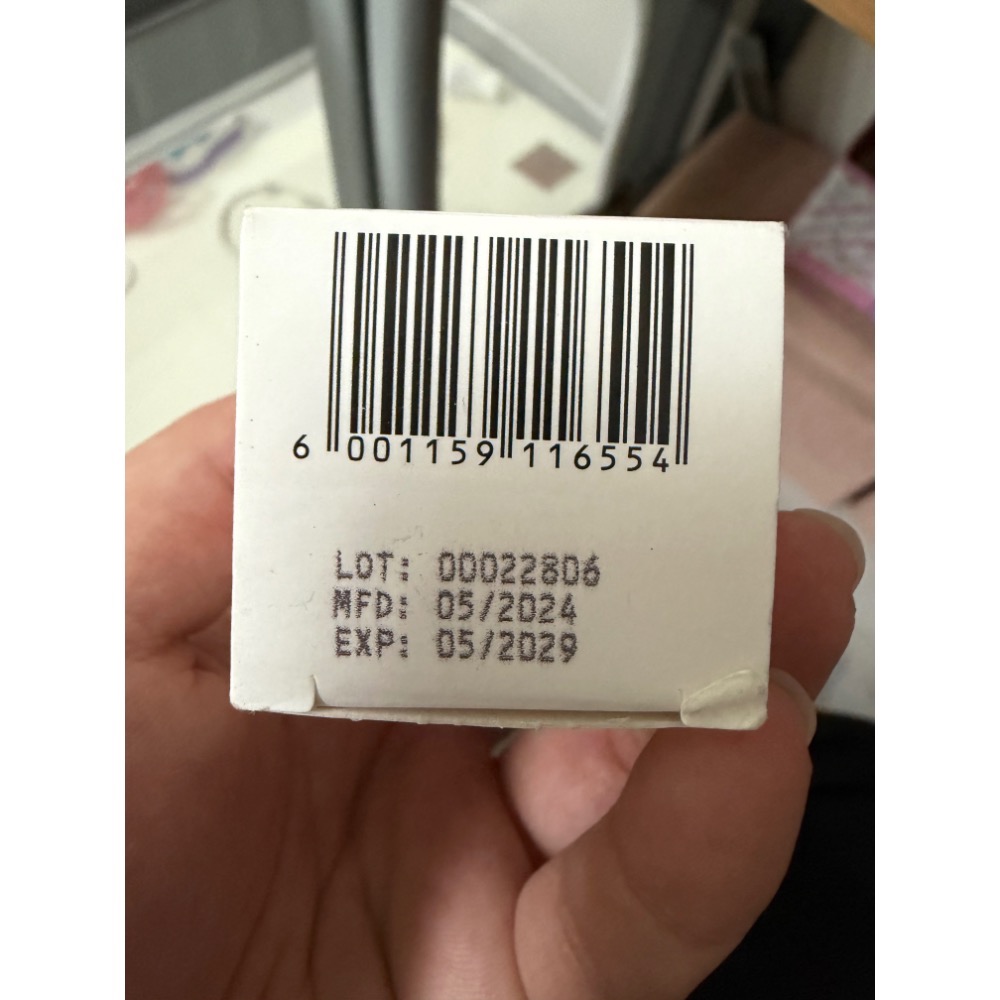 6 001159 116554
LOT: 00022806
MFD: 05/2024
EXP: 05/2029